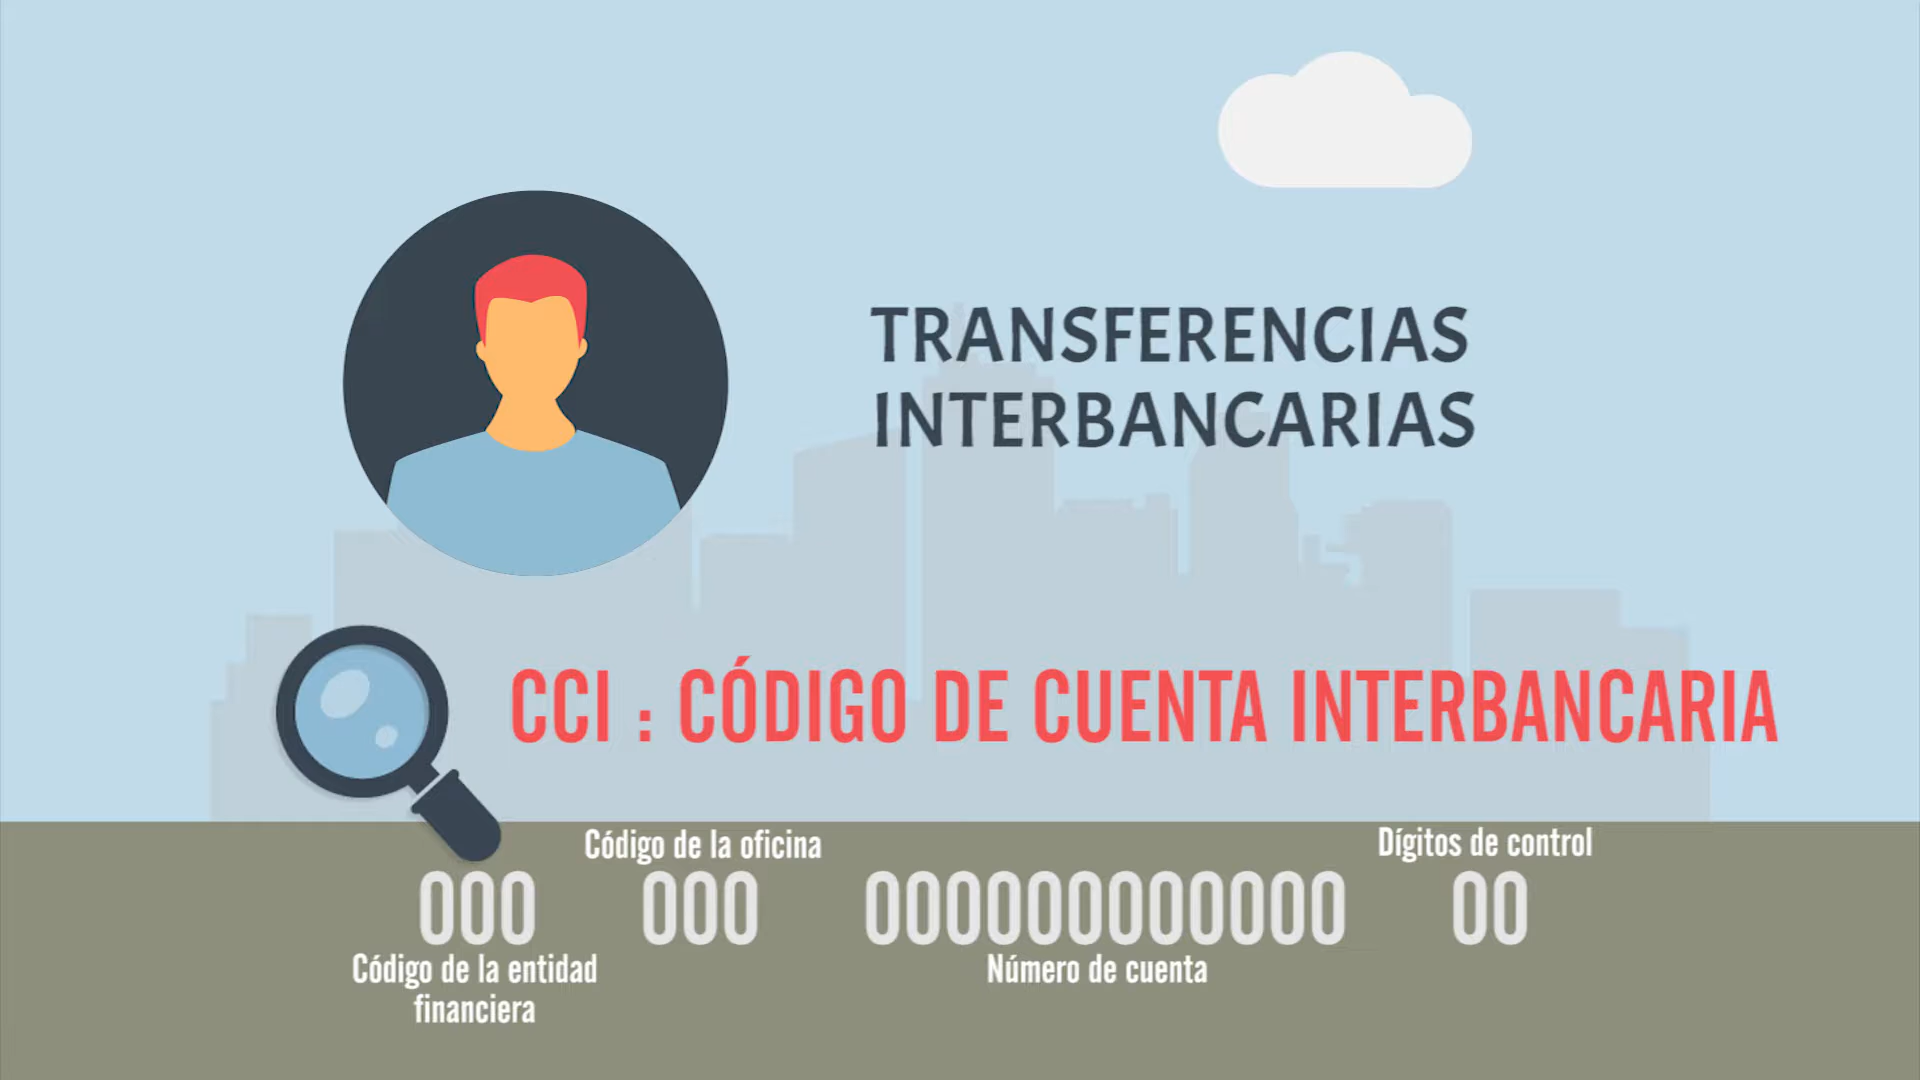 TRANSFERENCIAS
INTERBANCARIAS
CCI : CÓDIGO DE CUENTA INTERBANCARIA
Código de la oficina
Dígitos de control
000 000 000000000000 00
Código de la entidad
financiera
Número de cuenta